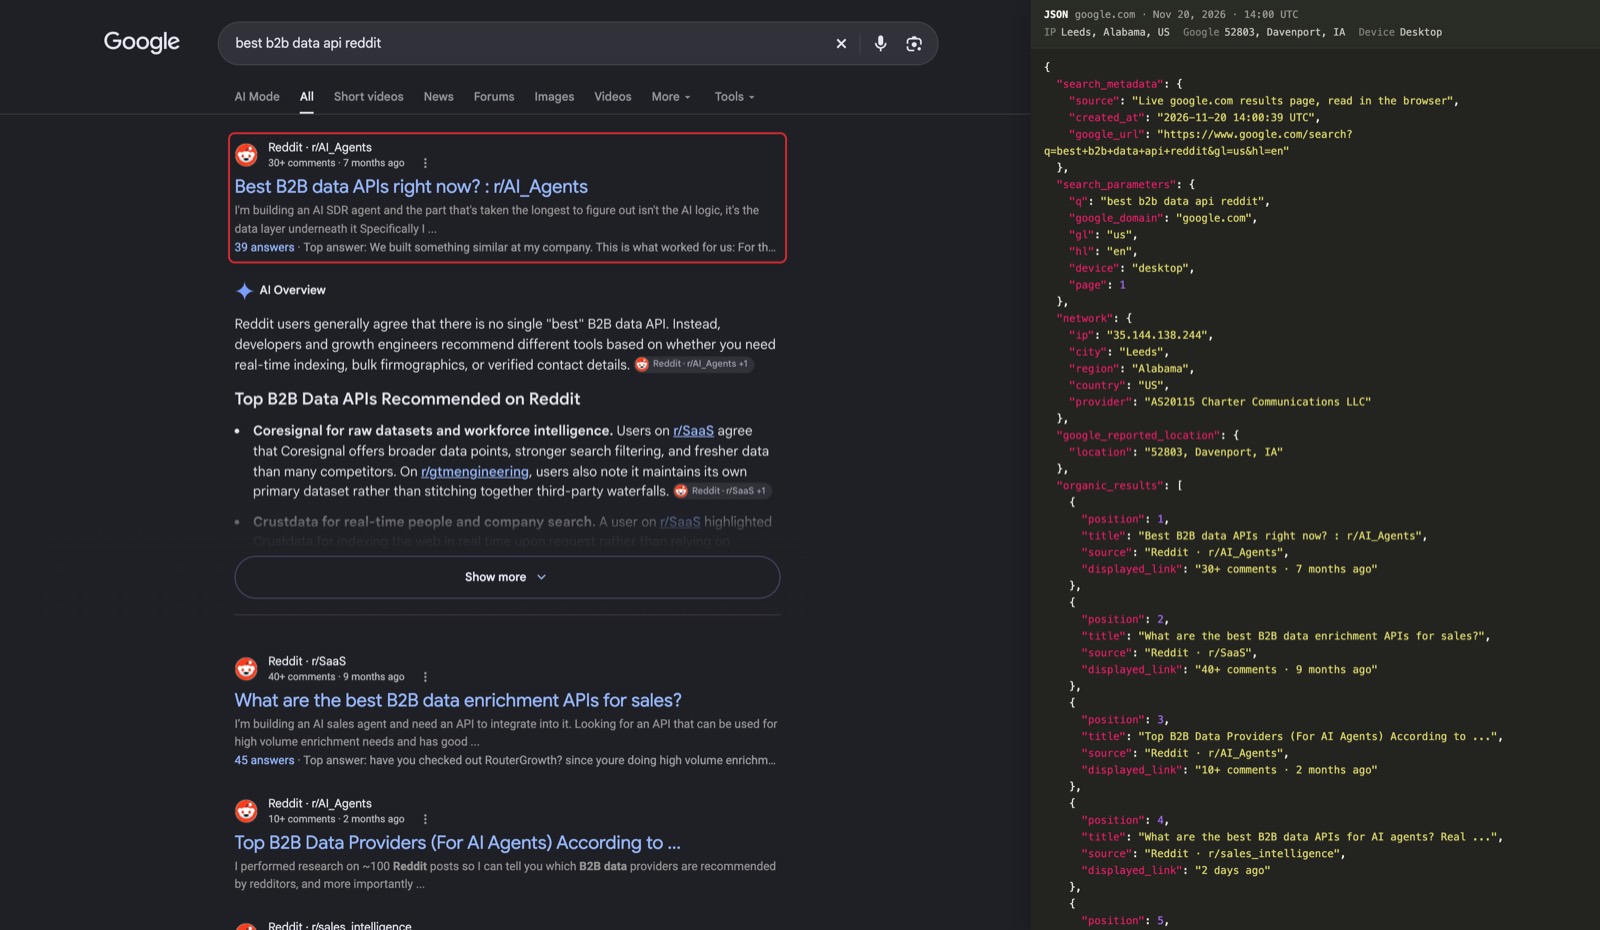 Google
best b2b data api reddit
AI Mode
All
Short videos
News
Forums
Images
Videos
More
Tools
Reddit · r/AI_Agents
30+ comments · 7 months ago
Best B2B data APIs right now? : r/AI_Agents
I'm building an AI SDR agent and the part that's taken the longest to figure out isn't the AI logic, it's the
data layer underneath it Specifically I ...
39 answers · Top answer: We built something similar at my company. This is what worked for us: For th...
AI Overview
Reddit users generally agree that there is no single "best" B2B data API. Instead,
developers and growth engineers recommend different tools based on whether you need
real-time indexing, bulk firmographics, or verified contact details. Reddit · r/AI_Agents +1
Top B2B Data APIs Recommended on Reddit
• Coresignal for raw datasets and workforce intelligence. Users on r/SaaS agree
that Coresignal offers broader data points, stronger search filtering, and fresher data
than many competitors. On r/gtmengineering, users also note it maintains its own
primary dataset rather than stitching together third-party waterfalls. Reddit · r/SaaS +1
• Crustdata for real-time people and company search. A user on r/SaaS highlighted
Crustdata for indexing the web in real time upon request rather than relying on
Show more
Reddit · r/SaaS
40+ comments · 9 months ago
What are the best B2B data enrichment APIs for sales?
I'm building an AI sales agent and need an API to integrate into it. Looking for an API that can be used for
high volume enrichment needs and has good ...
45 answers · Top answer: have you checked out RouterGrowth? since youre doing high volume enrichm...
Reddit · r/AI_Agents
10+ comments · 2 months ago
Top B2B Data Providers (For AI Agents) According to ...
I performed research on ~100 Reddit posts so I can tell you which B2B data providers are recommended
by redditors, and more importantly ...
Reddit · r/sales_intelligence
JSON google.com · Nov 20, 2026 · 14:00 UTC
IP Leeds, Alabama, US Google 52803, Davenport, IA Device Desktop
{
"search_metadata": {
"source": "Live google.com results page, read in the browser",
"created_at": "2026-11-20 14:00:39 UTC",
"google_url": "https://www.google.com/search?
q=best+b2b+data+api+reddit&gl=us&hl=en"
},
"search_parameters": {
"q": "best b2b data api reddit",
"google_domain": "google.com",
"gl": "us",
"hl": "en",
"device": "desktop",
"page": 1
},
"network": {
"ip": "35.144.138.244",
"city": "Leeds",
"region": "Alabama",
"country": "US",
"provider": "AS20115 Charter Communications LLC"
},
"google_reported_location": {
"location": "52803, Davenport, IA"
},
"organic_results": [
{
"position": 1,
"title": "Best B2B data APIs right now? : r/AI_Agents",
"source": "Reddit · r/AI_Agents",
"displayed_link": "30+ comments · 7 months ago"
},
{
"position": 2,
"title": "What are the best B2B data enrichment APIs for sales?",
"source": "Reddit · r/SaaS",
"displayed_link": "40+ comments · 9 months ago"
},
{
"position": 3,
"title": "Top B2B Data Providers (For AI Agents) According to ...",
"source": "Reddit · r/AI_Agents",
"displayed_link": "10+ comments · 2 months ago"
},
{
"position": 4,
"title": "What are the best B2B data APIs for AI agents? Real ...",
"source": "Reddit · r/sales_intelligence",
"displayed_link": "2 days ago"
},
{
"position": 5,